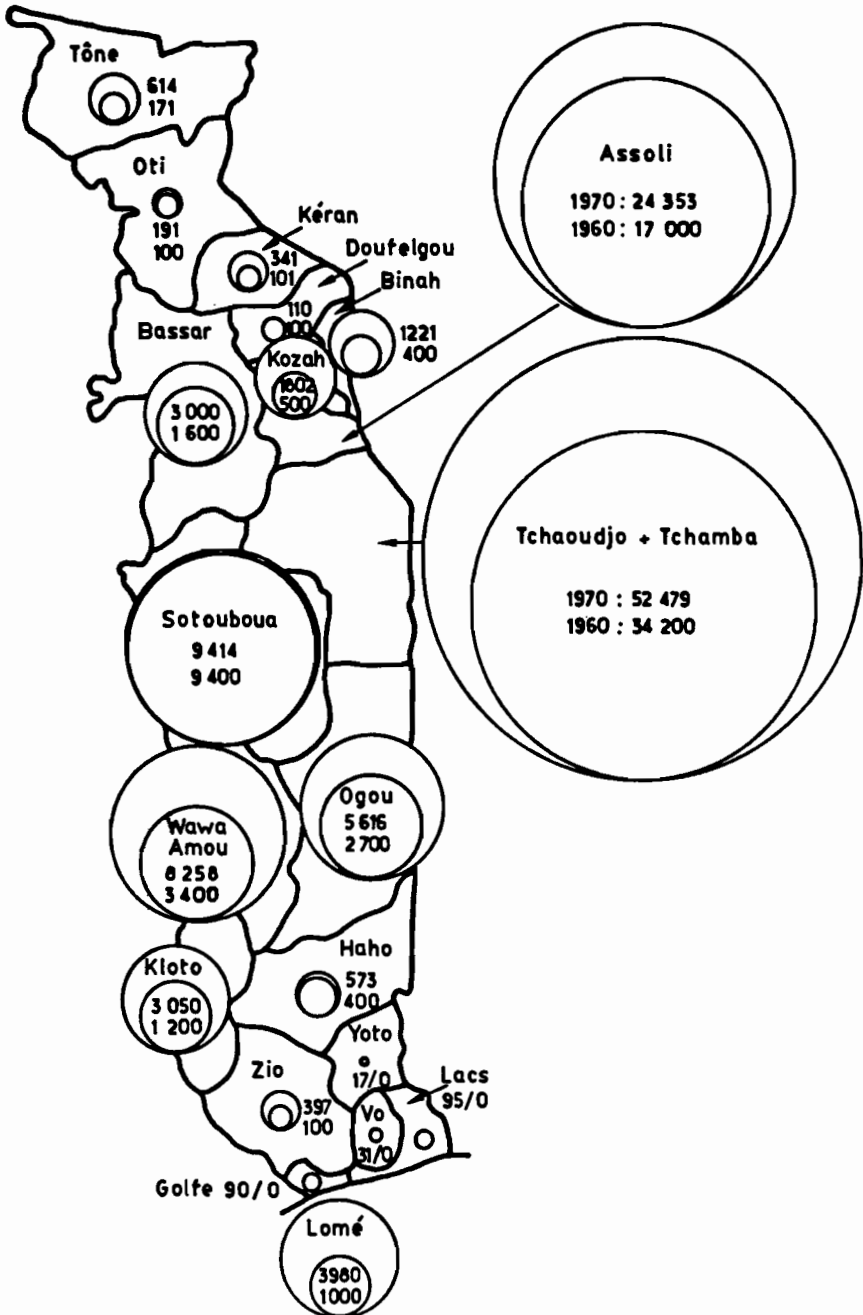 Tône
614
171
Oti
191
100
Kéran
341
101
Doufelgou
110
100
Binah
1221
400
Bassar
3 000
1 600
Kozah
1602
500
Assoli
1970 : 24 353
1960 : 17 000
Tchaoudjo + Tchamba
1970 : 52 479
1960 : 34 200
Sotouboua
9 414
9 400
Ogou
5 616
2 700
Wawa
Amou
8 258
3 400
Haho
573
400
Kloto
3 050
1 200
Yoto
17/0
Zio
397
100
Lacs
95/0
Vo
31/0
Golfe 90/0
Lomé
3980
1000